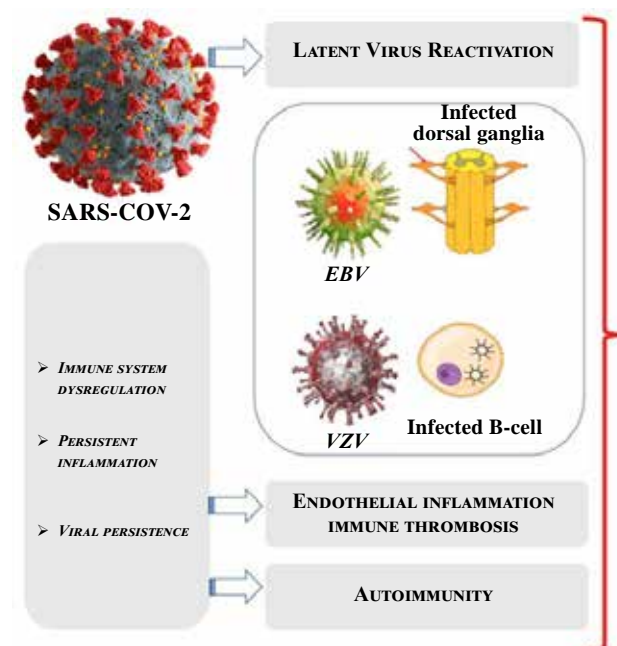 LATENT VIRUS REACTIVATION
SARS-COV-2
Infected
dorsal ganglia
EBV
VZV
Infected B-cell
IMMUNE SYSTEM
DYSREGULATION
PERSISTENT
INFLAMMATION
VIRAL PERSISTENCE
ENDOTHELIAL INFLAMMATION
IMMUNE THROMBOSIS
AUTOIMMUNITY